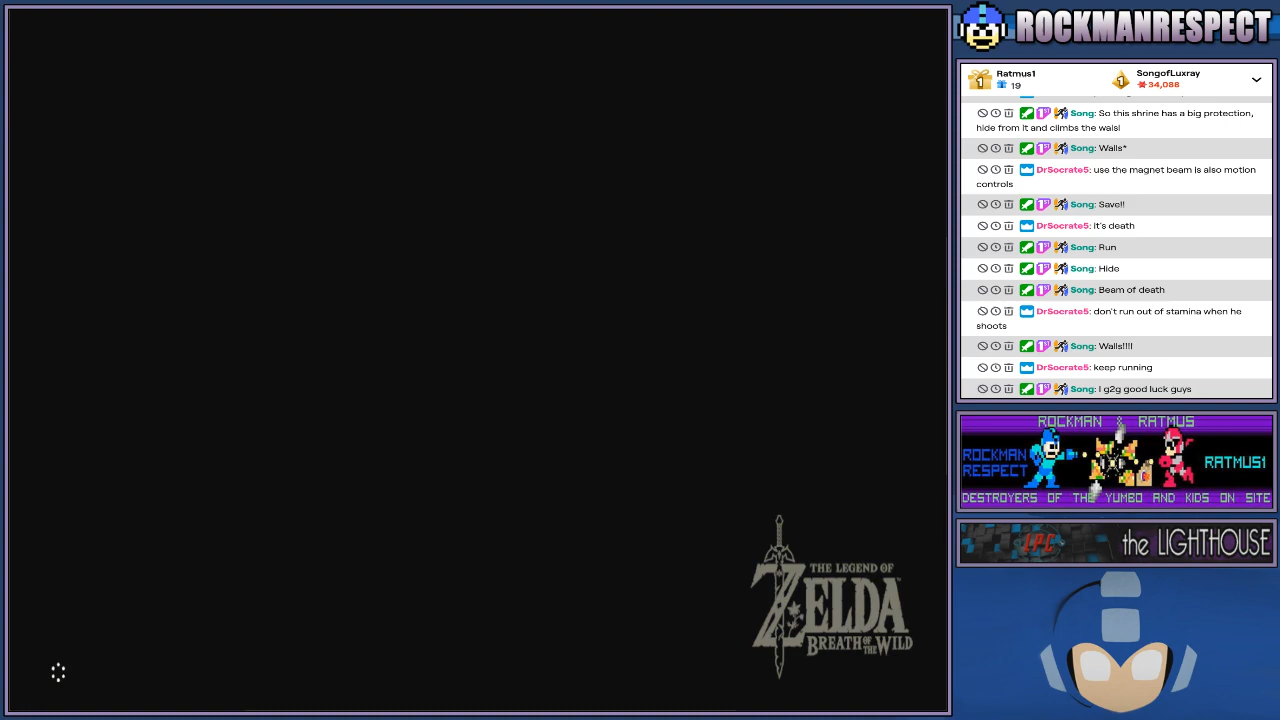 ROCKMANRESPECT
Ratmus1
19
SongofLuxray
34,088
Song: So this shrine has a big protection,
hide from it and climbs the walsl
Song: Walls*
DrSocrate5: use the magnet beam is also motion
controls
Song: Save!!
DrSocrate5: It's death
Song: Run
Song: Hide
Song: Beam of death
DrSocrate5: don't run out of stamina when he
shoots
Song: Walls!!!!
DrSocrate5: keep running
Song: I g2g good luck guys
ROCKMAN & RATMUS
ROCKMAN
RESPECT
RATMUS1
DESTROYERS OF THE YUMBO AND KIDS ON SITE
LPC
the LIGHTHOUSE
THE LEGEND OF
ZELDA
BREATH OF THE WILD